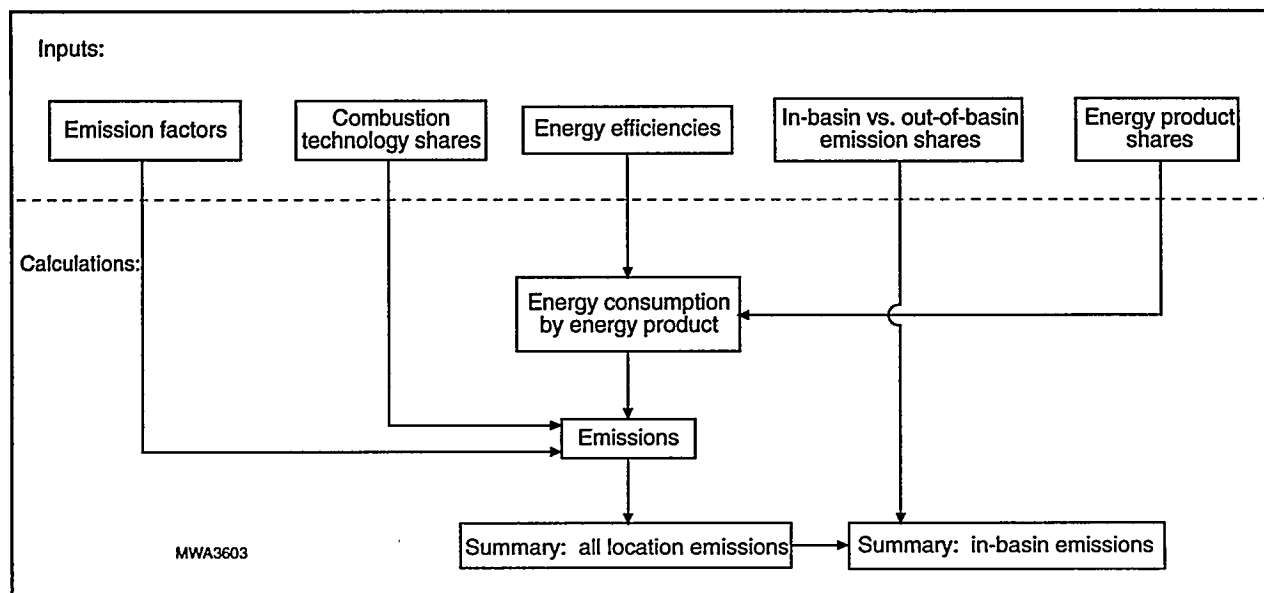 Inputs:
Emission factors
Combustion
technology shares
Energy efficiencies
In-basin vs. out-of-basin
emission shares
Energy product
shares
Calculations:
Energy consumption
by energy product
Emissions
Summary: all location emissions
Summary: in-basin emissions
MWA3603